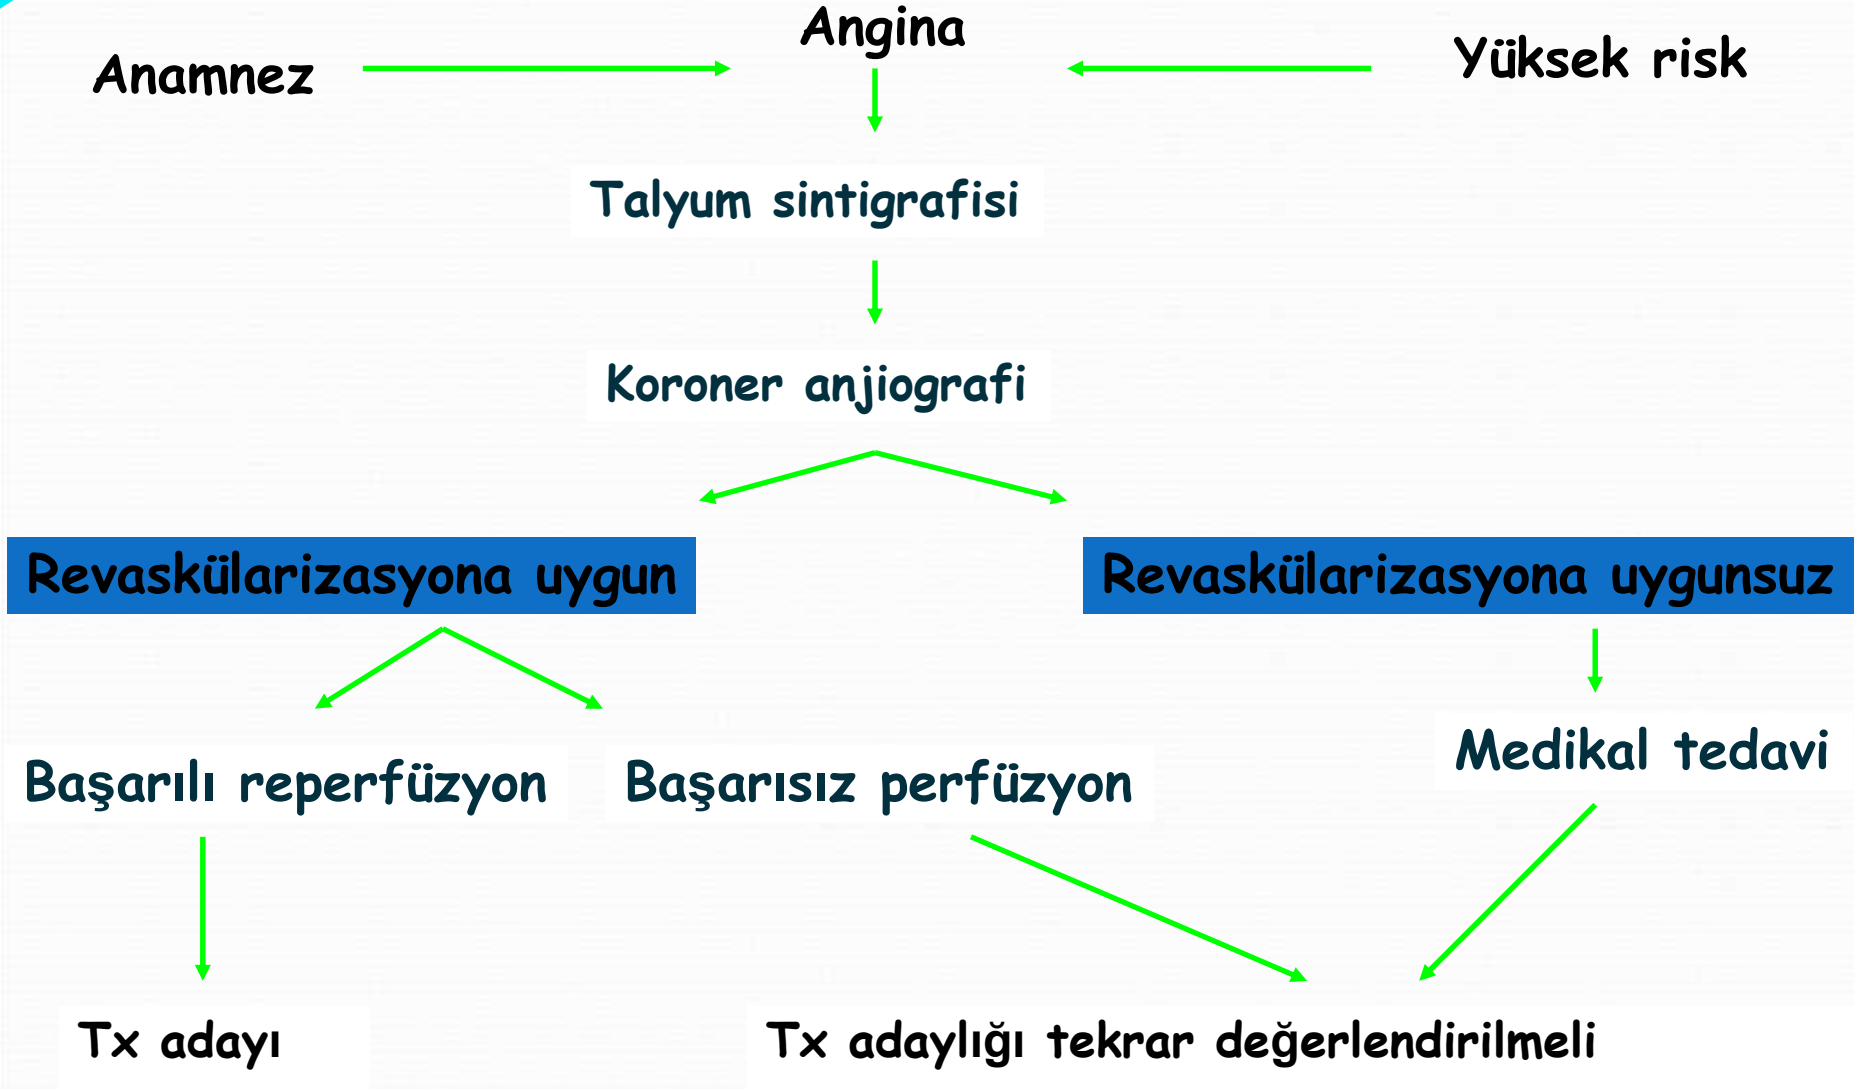 Angina
Anamnez
Yüksek risk
Talyum sintigrafisi
Koroner anjiografi
Revaskülarizasyona uygun
Revaskülarizasyona uygunsuz
Başarılı reperfüzyon
Başarısız perfüzyon
Medikal tedavi
Tx adayı
Tx adaylığı tekrar değerlendirilmeli